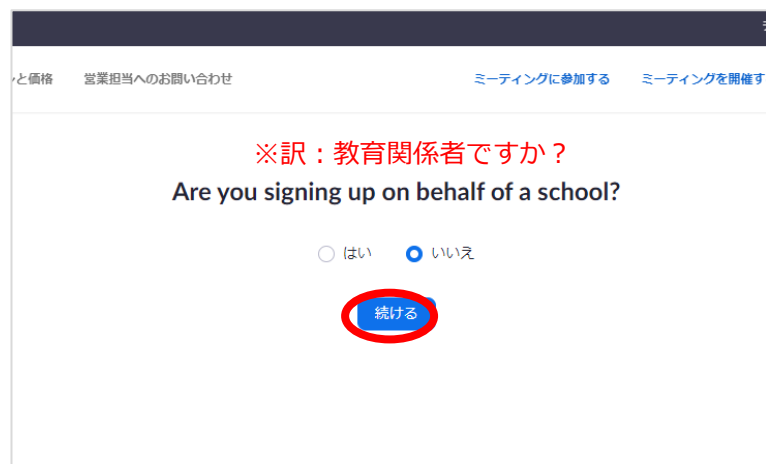 と価格 営業担当へのお問い合わせ ミーティングに参加する ミーティングを開催す
※訳：教育関係者ですか？
Are you signing up on behalf of a school?
はい いいえ
続ける